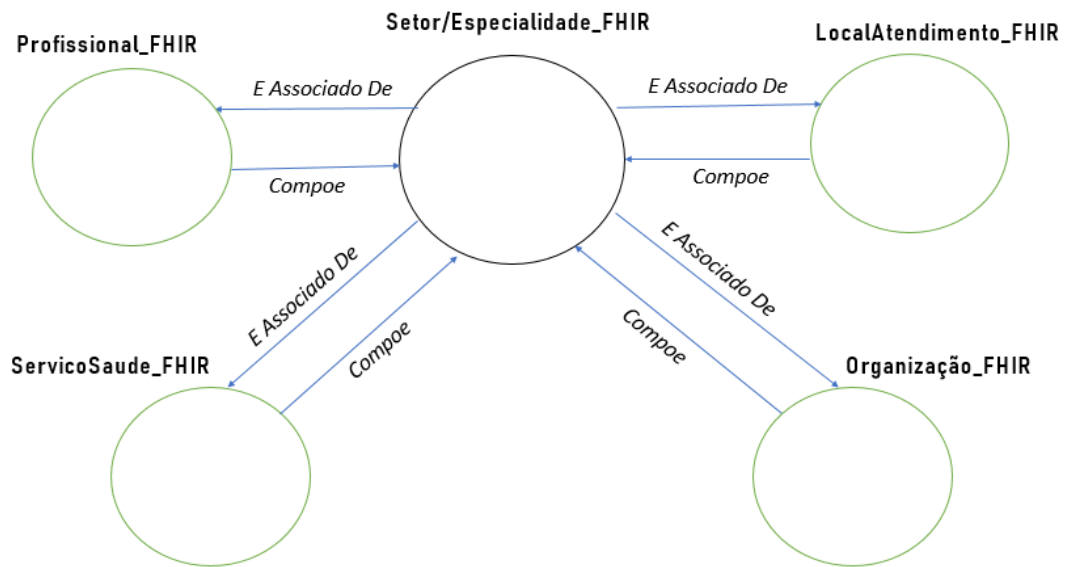 Setor/Especialidade_FHIR
Profissional_FHIR
LocalAtendimento_FHIR
E Associado De
E Associado De
Compoe
Compoe
E Associado De
E Associado De
Compoe
Compoe
ServicoSaude_FHIR
Organização_FHIR